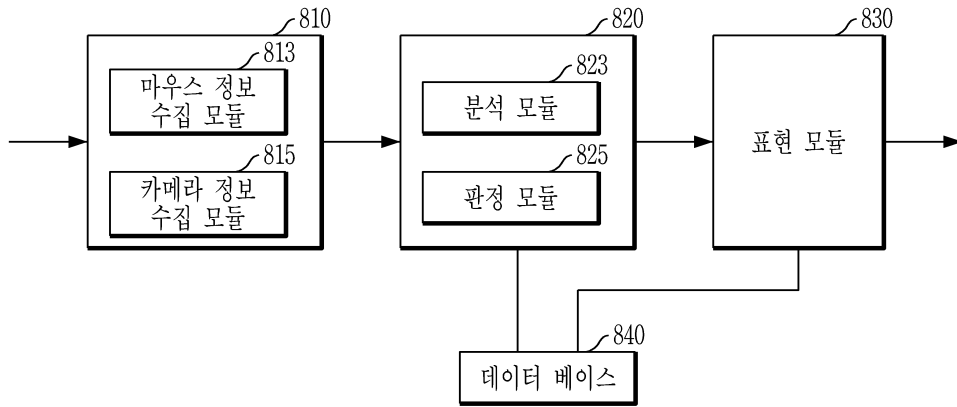 810
813
마우스 정보
수집 모듈
815
카메라 정보
수집 모듈
820
823
분석 모듈
825
판정 모듈
830
표현 모듈
840
데이터 베이스